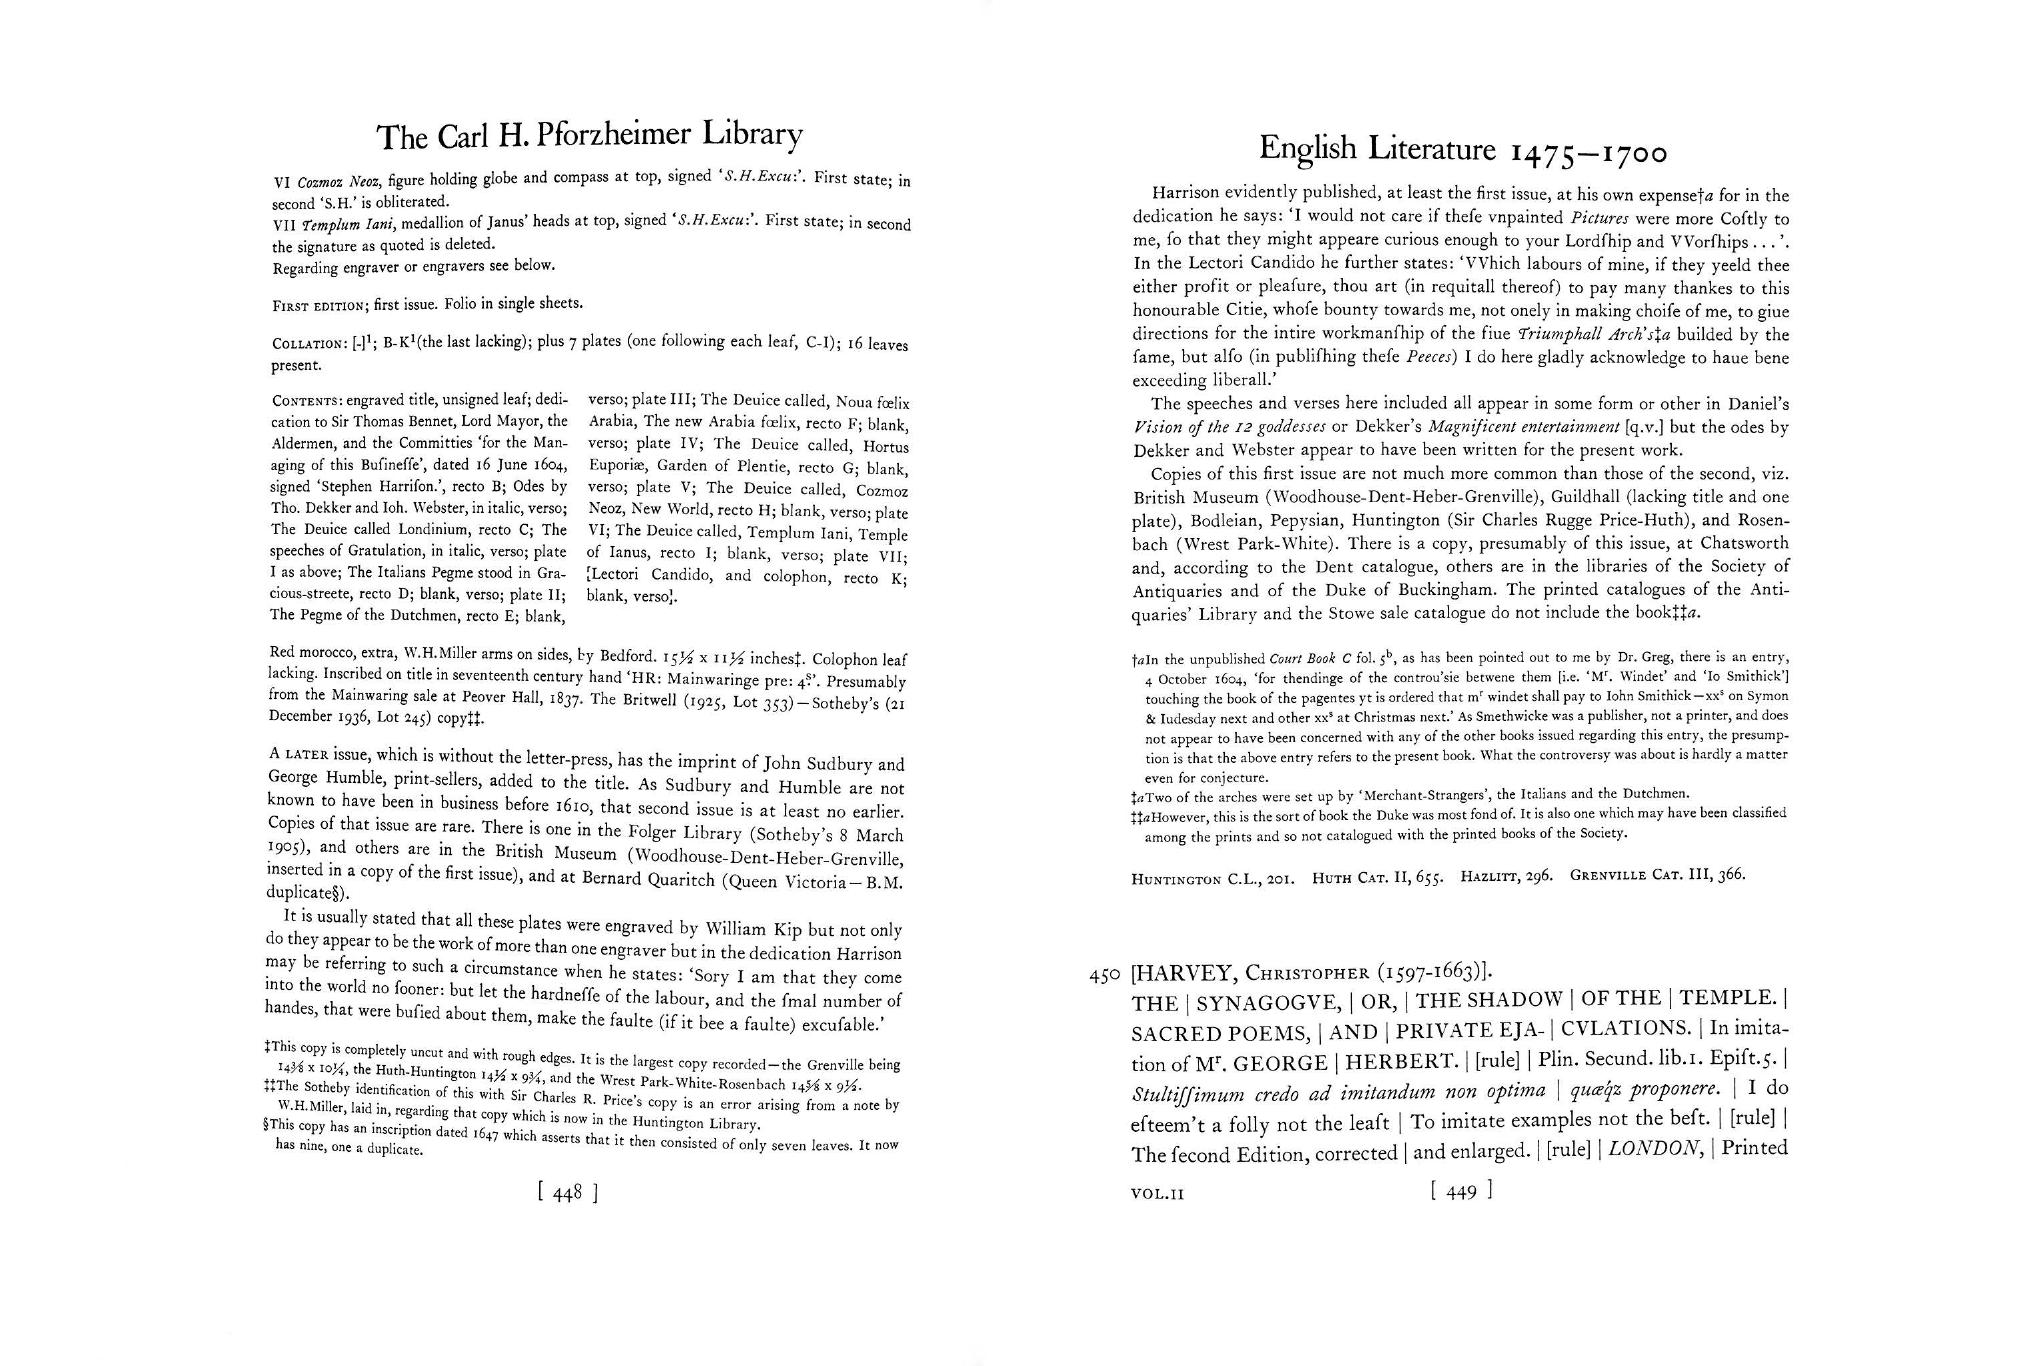 The Carl H. Pforzheimer Library
VI Cozmoz Neoz, figure holding globe and compass at top, signed ‘S.H.Excu:’. First state; in
second ‘S.H.’ is obliterated.
VII Templum Iani, medallion of Janus’ heads at top, signed ‘S.H.Excu:’. First state; in second
the signature as quoted is deleted.
Regarding engraver or engravers see below.
FIRST EDITION; first issue. Folio in single sheets.
COLLATION: [-]¹; B-K¹(the last lacking); plus 7 plates (one following each leaf, C-I); 16 leaves
present.
CONTENTS: engraved title, unsigned leaf; dedi-
cation to Sir Thomas Bennet, Lord Mayor, the
Aldermen, and the Committies ‘for the Man-
aging of this Buſineſſe’, dated 16 June 1604,
signed ‘Stephen Harriſon.’, recto B; Odes by
Tho. Dekker and Ioh. Webster, in italic, verso;
The Deuice called Londinium, recto C; The
speeches of Gratulation, in italic, verso; plate
I as above; The Italians Pegme stood in Gra-
cious-streete, recto D; blank, verso; plate II;
The Pegme of the Dutchmen, recto E; blank,
verso; plate III; The Deuice called, Noua fœlix
Arabia, The new Arabia fœlix, recto F; blank,
verso; plate IV; The Deuice called, Hortus
Euporiæ, Garden of Plentie, recto G; blank,
verso; plate V; The Deuice called, Cozmoz
Neoz, New World, recto H; blank, verso; plate
VI; The Deuice called, Templum Iani, Temple
of Ianus, recto I; blank, verso; plate VII;
[Lectori Candido, and colophon, recto K;
blank, verso].
Red morocco, extra, W.H.Miller arms on sides, by Bedford. 15½ x 11½ inches‡. Colophon leaf
lacking. Inscribed on title in seventeenth century hand ‘HR: Mainwaringe pre: 4ˢ’. Presumably
from the Mainwaring sale at Peover Hall, 1837. The Britwell (1925, Lot 353)—Sotheby’s (21
December 1936, Lot 245) copy‡‡.
A LATER issue, which is without the letter-press, has the imprint of John Sudbury and
George Humble, print-sellers, added to the title. As Sudbury and Humble are not
known to have been in business before 1610, that second issue is at least no earlier.
Copies of that issue are rare. There is one in the Folger Library (Sotheby’s 8 March
1905), and others are in the British Museum (Woodhouse-Dent-Heber-Grenville,
inserted in a copy of the first issue), and at Bernard Quaritch (Queen Victoria—B.M.
duplicate§).
It is usually stated that all these plates were engraved by William Kip but not only
do they appear to be the work of more than one engraver but in the dedication Harrison
may be referring to such a circumstance when he states: ‘Sory I am that they come
into the world no ſooner: but let the hardneſſe of the labour, and the ſmal number of
handes, that were buſied about them, make the faulte (if it bee a faulte) excuſable.’
‡This copy is completely uncut and with rough edges. It is the largest copy recorded—the Grenville being
14⅜ x 10¼, the Huth-Huntington 14½ x 9¾, and the Wrest Park-White-Rosenbach 14⅝ x 9½.
‡‡The Sotheby identification of this with Sir Charles R. Price’s copy is an error arising from a note by
W.H.Miller, laid in, regarding that copy which is now in the Huntington Library.
§This copy has an inscription dated 1647 which asserts that it then consisted of only seven leaves. It now
has nine, one a duplicate.
[ 448 ]
English Literature 1475—1700
Harrison evidently published, at least the first issue, at his own expense†a for in the
dedication he says: ‘I would not care if theſe vnpainted Pictures were more Coſtly to
me, ſo that they might appeare curious enough to your Lordſhip and VVorſhips . . . ’.
In the Lectori Candido he further states: ‘VVhich labours of mine, if they yeeld thee
either profit or pleaſure, thou art (in requitall thereof) to pay many thankes to this
honourable Citie, whoſe bounty towards me, not onely in making choiſe of me, to giue
directions for the intire workmanſhip of the fiue Triumphall Arch’s‡a builded by the
ſame, but alſo (in publiſhing theſe Peeces) I do here gladly acknowledge to haue bene
exceeding liberall.’
The speeches and verses here included all appear in some form or other in Daniel’s
Vision of the 12 goddesses or Dekker’s Magnificent entertainment [q.v.] but the odes by
Dekker and Webster appear to have been written for the present work.
Copies of this first issue are not much more common than those of the second, viz.
British Museum (Woodhouse-Dent-Heber-Grenville), Guildhall (lacking title and one
plate), Bodleian, Pepysian, Huntington (Sir Charles Rugge Price-Huth), and Rosen-
bach (Wrest Park-White). There is a copy, presumably of this issue, at Chatsworth
and, according to the Dent catalogue, others are in the libraries of the Society of
Antiquaries and of the Duke of Buckingham. The printed catalogues of the Anti-
quaries’ Library and the Stowe sale catalogue do not include the book‡‡a.
†aIn the unpublished Court Book C fol. 5ᵇ, as has been pointed out to me by Dr. Greg, there is an entry,
4 October 1604, ‘for thendinge of the controu’sie betwene them [i.e. ‘Mʳ. Windet’ and ‘Io Smithick’]
touching the book of the pagentes yt is ordered that mʳ windet shall pay to Iohn Smithick—xxˢ on Symon
& Iudesday next and other xxˢ at Christmas next.’ As Smethwicke was a publisher, not a printer, and does
not appear to have been concerned with any of the other books issued regarding this entry, the presump-
tion is that the above entry refers to the present book. What the controversy was about is hardly a matter
even for conjecture.
‡aTwo of the arches were set up by ‘Merchant-Strangers’, the Italians and the Dutchmen.
‡‡aHowever, this is the sort of book the Duke was most fond of. It is also one which may have been classified
among the prints and so not catalogued with the printed books of the Society.
HUNTINGTON C.L., 201. HUTH CAT. II, 655. HAZLITT, 296. GRENVILLE CAT. III, 366.
450 [HARVEY, CHRISTOPHER (1597-1663)].
THE | SYNAGOGVE, | OR, | THE SHADOW | OF THE | TEMPLE. |
SACRED POEMS, | AND | PRIVATE EJA- | CVLATIONS. | In imita-
tion of Mʳ. GEORGE | HERBERT. | [rule] | Plin. Secund. lib.1. Epiſt.5. |
Stultiſſimum credo ad imitandum non optima | quæq́z proponere. | I do
eſteem’t a folly not the leaſt | To imitate examples not the beſt. | [rule] |
The ſecond Edition, corrected | and enlarged. | [rule] | LONDON, | Printed
VOL.II
[ 449 ]